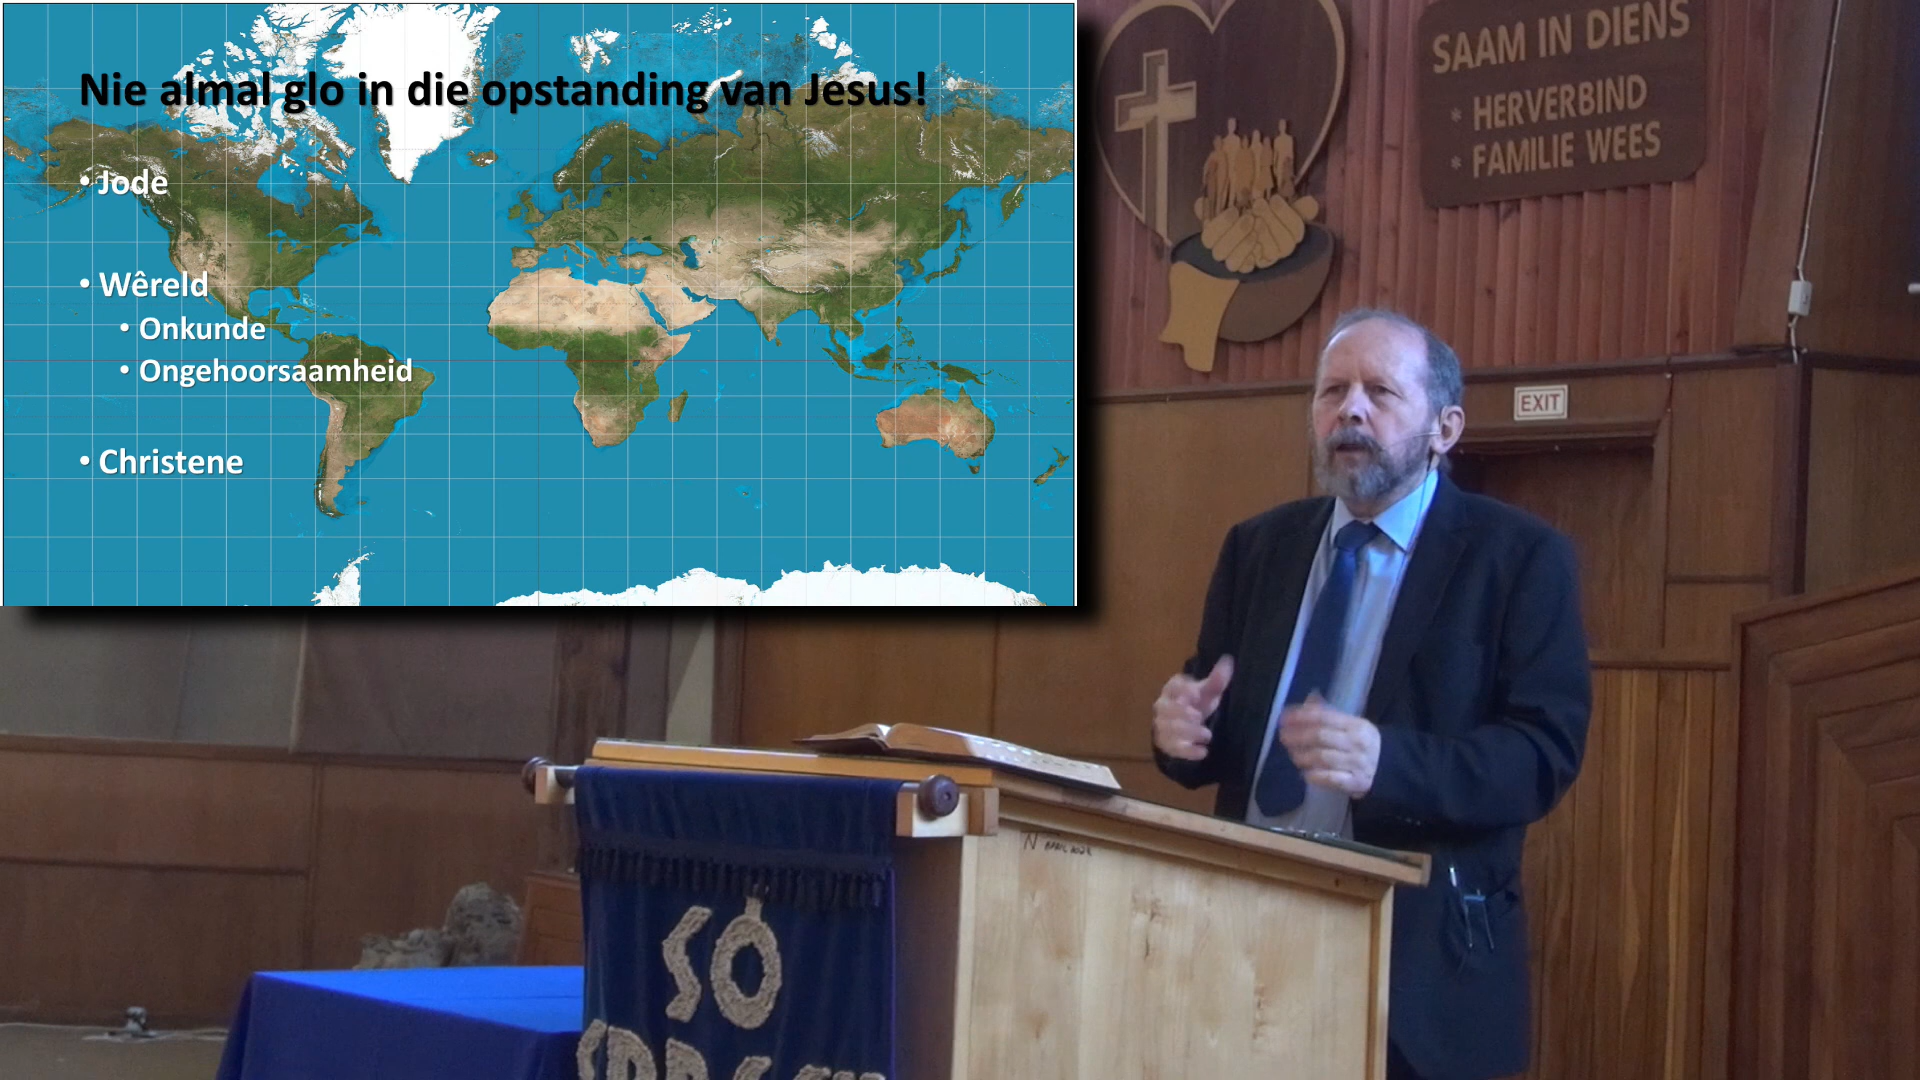 Nie almal glo in die opstanding van Jesus!
• Jode
• Wêreld
• Onkunde
• Ongehoorsaamheid
• Christene
SAAM IN DIENS
* HERVERBIND
* FAMILIE WEES
EXIT
SÓ